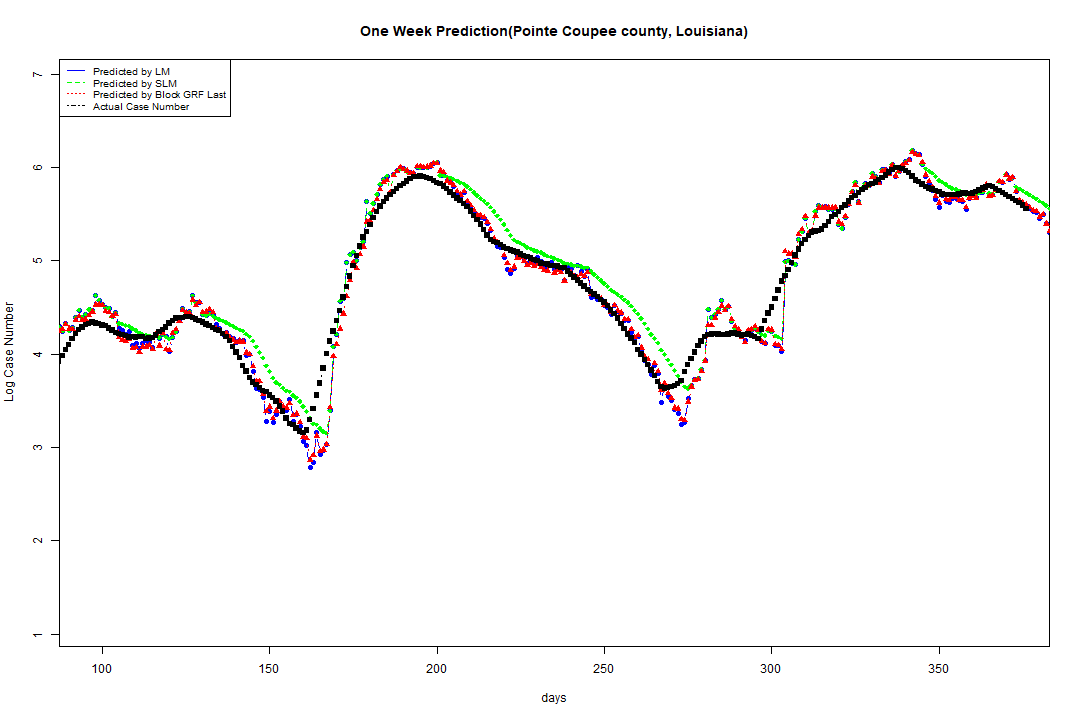 One Week Prediction(Pointe Coupee county, Louisiana)
Predicted by LM
Predicted by SLM
Predicted by Block GRF Last
Actual Case Number
Log Case Number
7
6
5
4
3
2
1
100 150 200 250 300 350
days